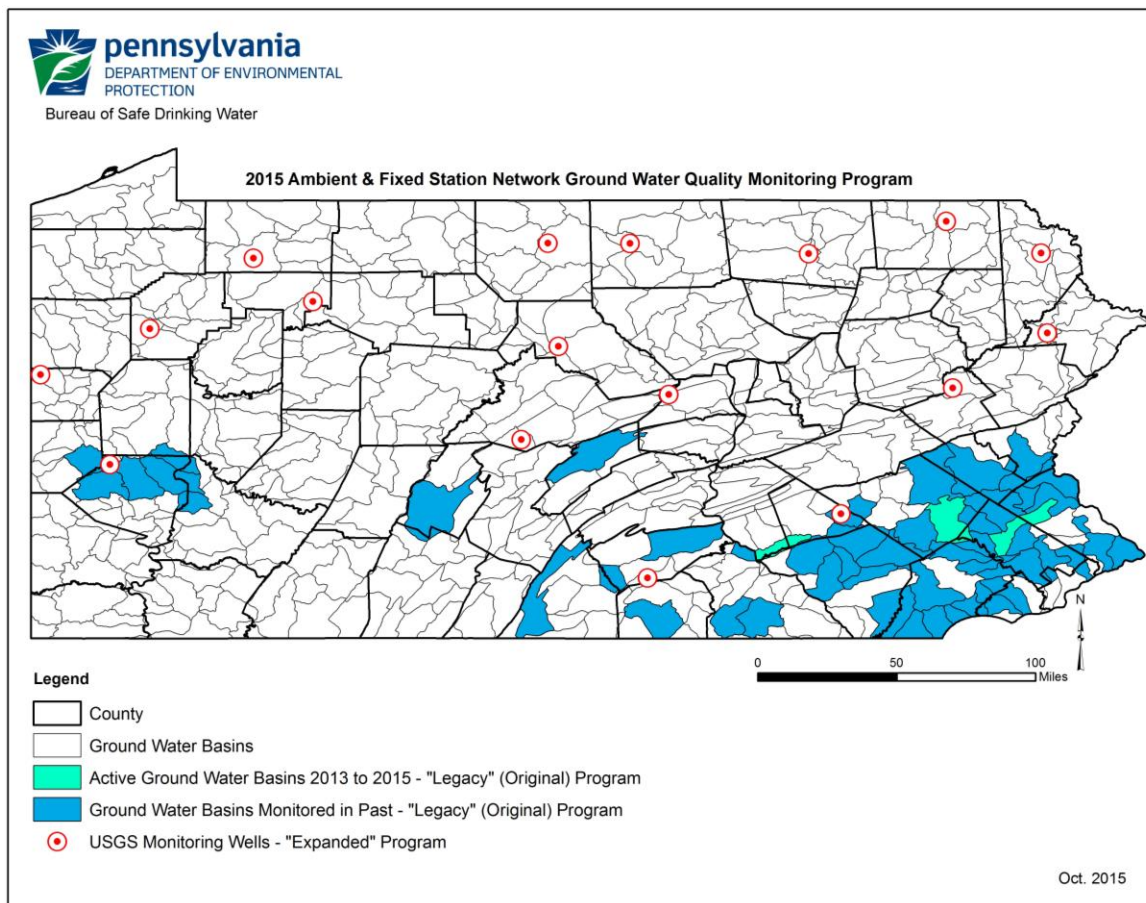 pennsylvania
DEPARTMENT OF ENVIRONMENTAL
PROTECTION
Bureau of Safe Drinking Water
2015 Ambient & Fixed Station Network Ground Water Quality Monitoring Program
N
0 50 100
Miles
Legend
County
Ground Water Basins
Active Ground Water Basins 2013 to 2015 - "Legacy" (Original) Program
Ground Water Basins Monitored in Past - "Legacy" (Original) Program
USGS Monitoring Wells - "Expanded" Program
Oct. 2015